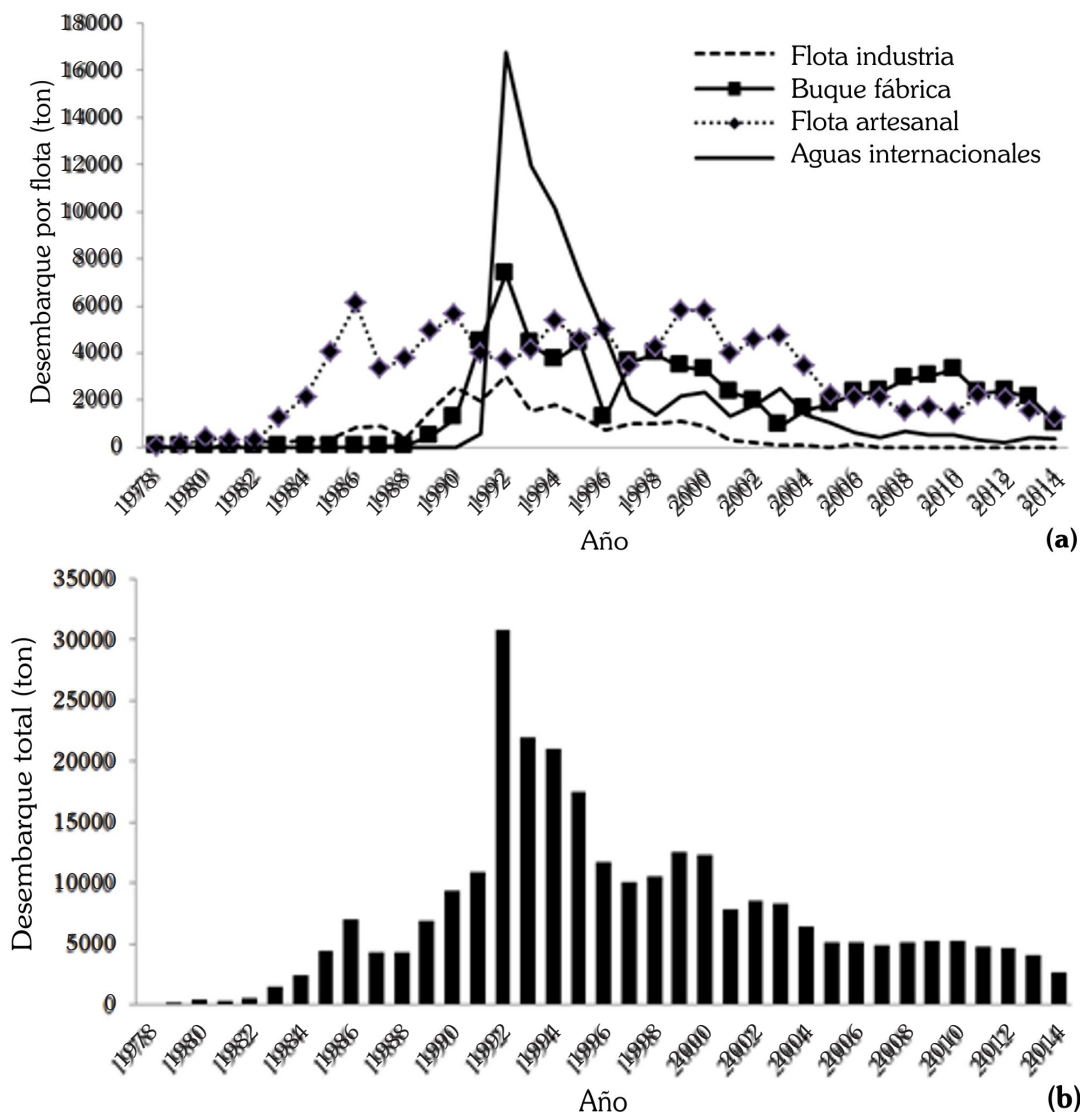 18000
16000
14000
12000
10000
8000
6000
4000
2000
0
Desembarque por flota (ton)
Flota industria
Buque fábrica
Flota artesanal
Aguas internacionales
1978 1980 1982 1984 1986 1988 1990 1992 1994 1996 1998 2000 2002 2004 2006 2008 2010 2012 2014
Año
(a)
35000
30000
25000
20000
15000
10000
5000
0
Desembarque total (ton)
1978 1980 1982 1984 1986 1988 1990 1992 1994 1996 1998 2000 2002 2004 2006 2008 2010 2012 2014
Año
(b)